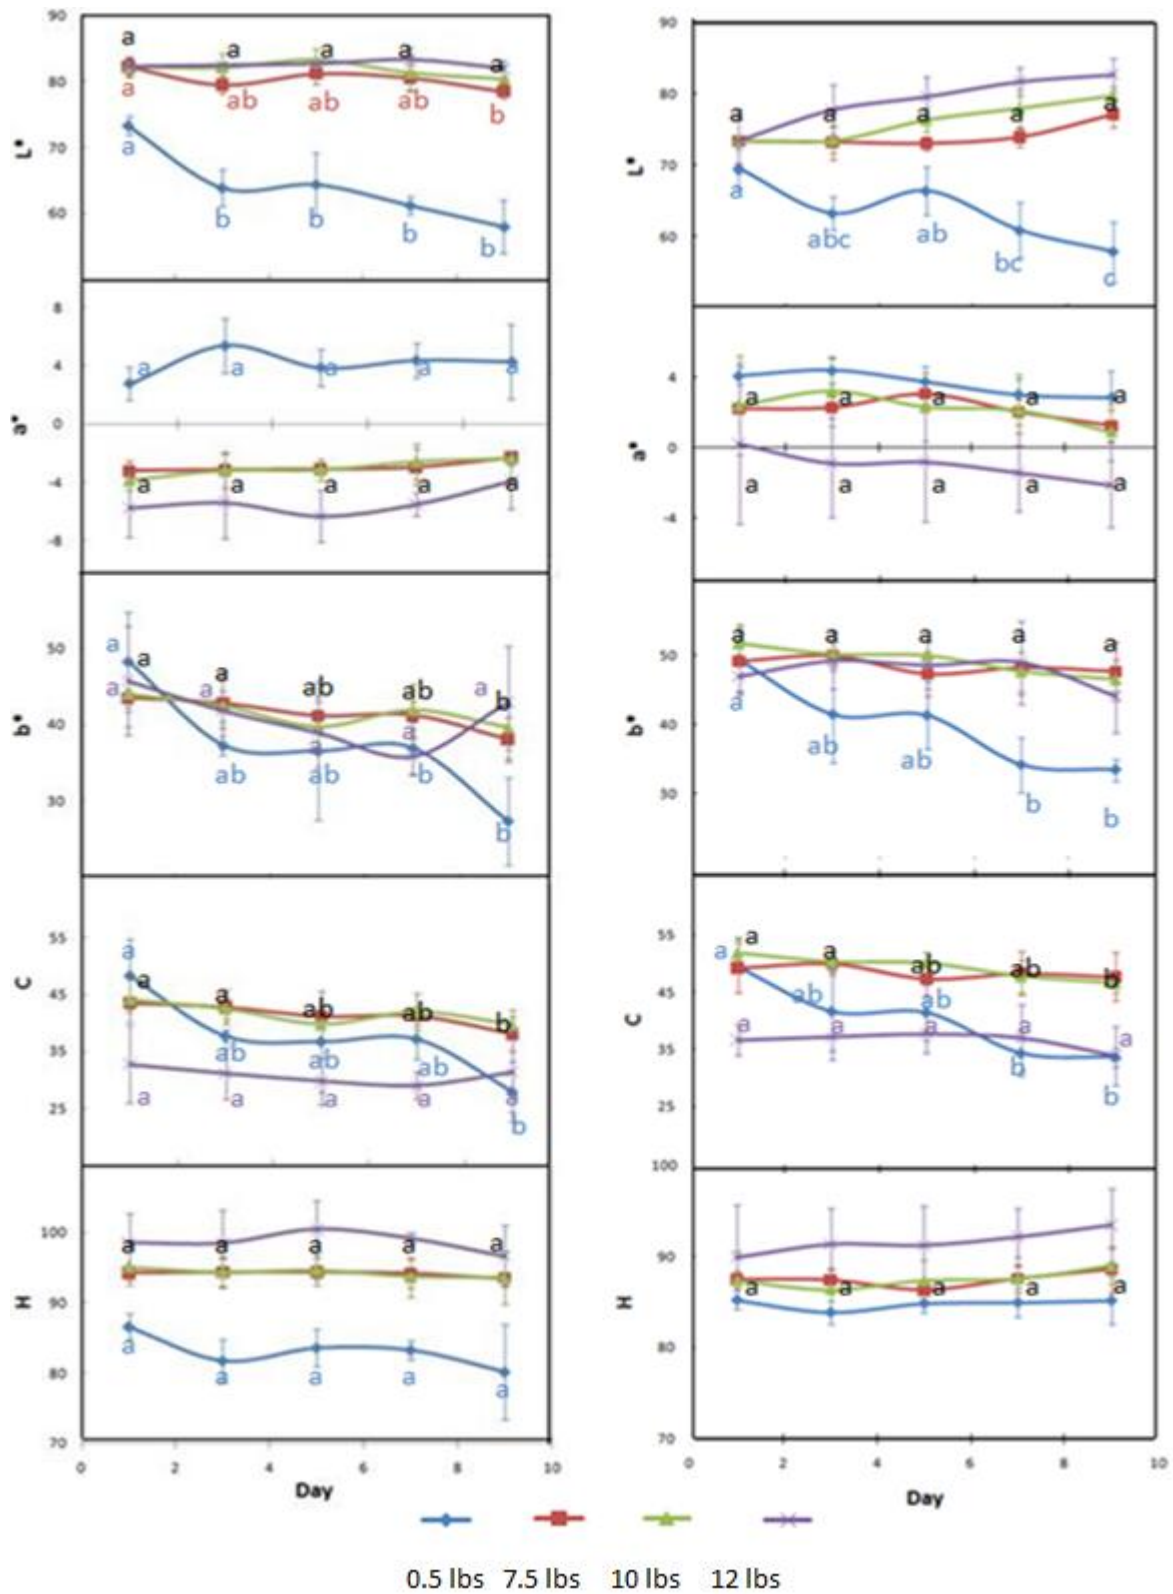 90
a a a a a
80
a ab ab ab b
L*
70
a
60
b b b b
8
4
a a a a a
a*
0
-4
a a a a a
-8
a a a a a
50
a a ab ab b
b*
40
a a
ab ab b
30
b
55
a
C
45
a a ab ab b
35
ab ab ab
25
a a a a a
b
100
a a a a a
H
90
80
a a a a a
70
0 2 4 6 8 10
Day
90
80
a a a a a
L*
70
a
60
abc ab bc c
4
a a a a a
a*
0
-4
a a a a a
50
a a a a a
b*
40
a
ab ab
30
b b
55
a a a ab ab b
45
ab ab
C
35
a a a a a
b
25
b
100
90
H
a a a a a
80
70
0 2 4 6 8 10
Day
0.5 lbs 7.5 lbs 10 lbs 12 lbs